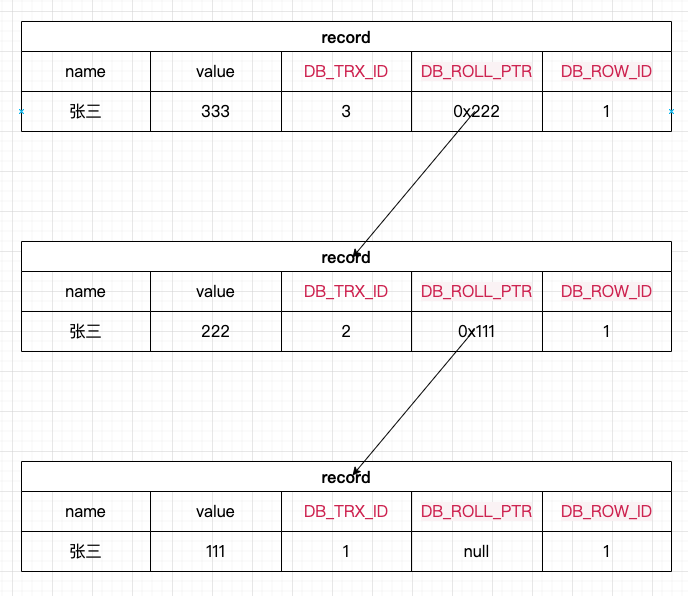 record
name value DB_TRX_ID DB_ROLL_PTR DB_ROW_ID
张三 333 3 0x222 1
record
name value DB_TRX_ID DB_ROLL_PTR DB_ROW_ID
张三 222 2 0x111 1
record
name value DB_TRX_ID DB_ROLL_PTR DB_ROW_ID
张三 111 1 null 1